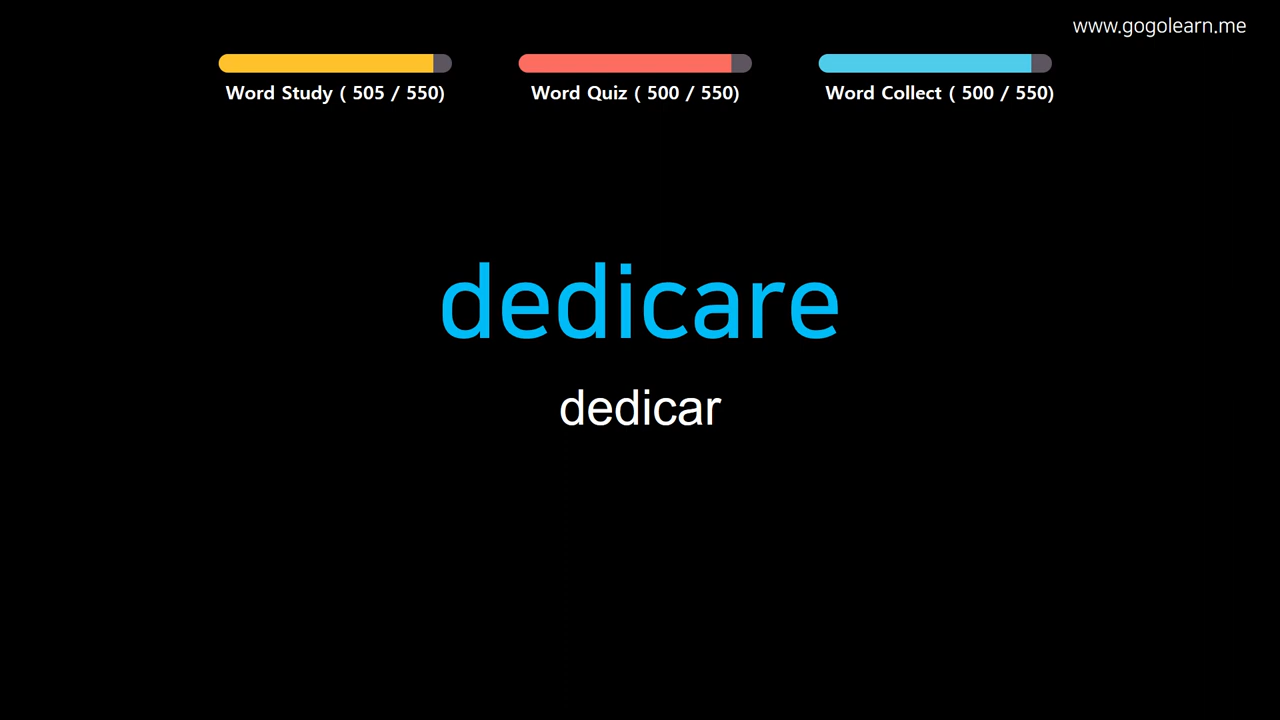 www.gogolearn.me
Word Study ( 505 / 550)
Word Quiz ( 500 / 550)
Word Collect ( 500 / 550)
dedicare
dedicar